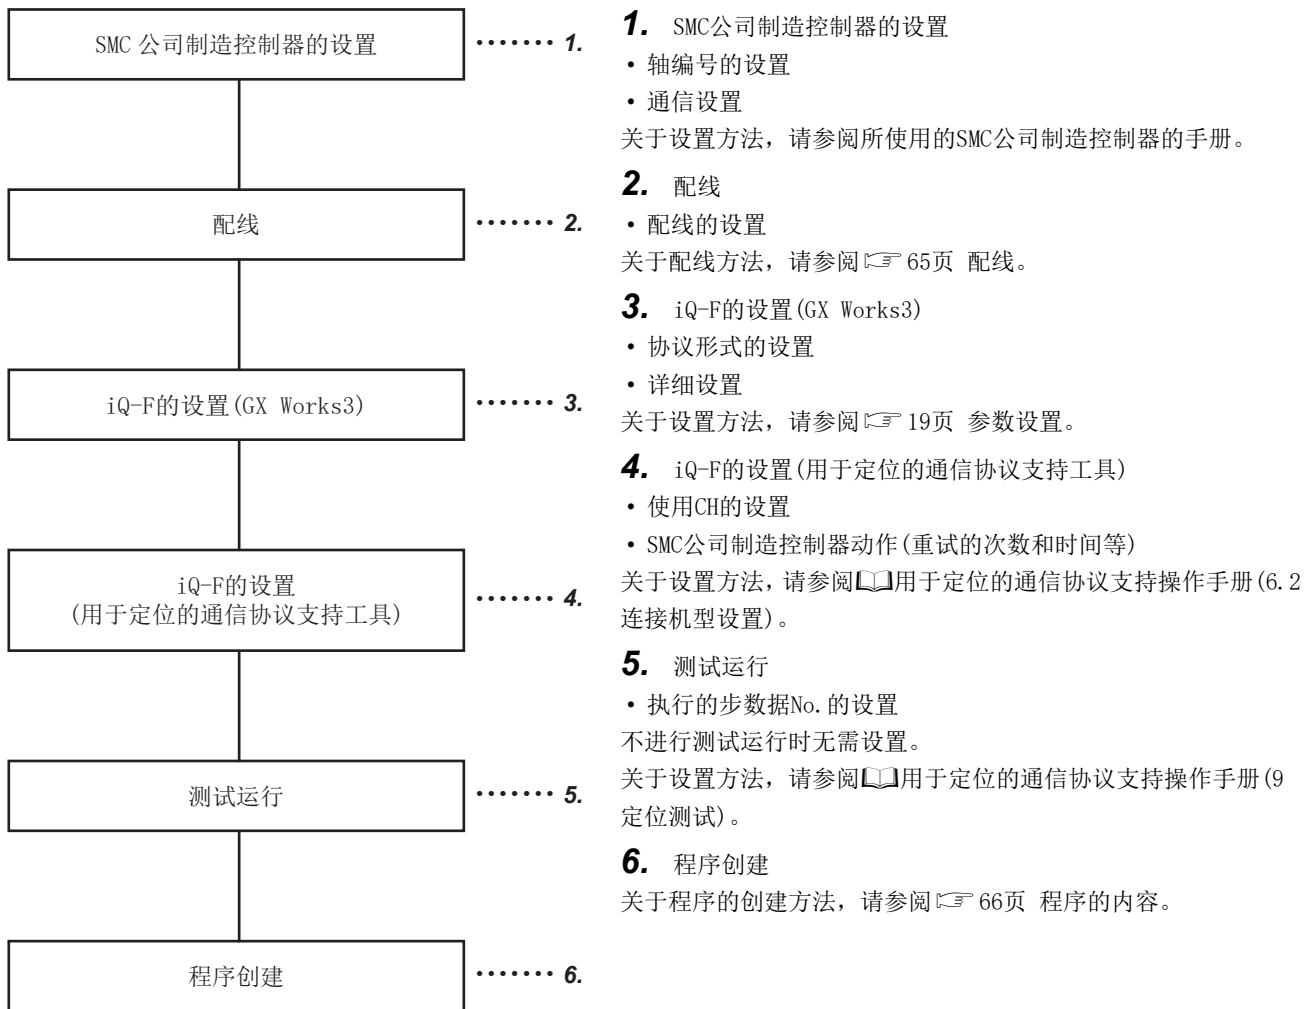 SMC 公司制造控制器的设置
······· 1.
配线
······· 2.
iQ-F的设置(GX Works3)
······· 3.
iQ-F的设置
(用于定位的通信协议支持工具)
······· 4.
测试运行
······· 5.
程序创建
······· 6.
1. SMC公司制造控制器的设置
• 轴编号的设置
• 通信设置
关于设置方法，请参阅所使用的SMC公司制造控制器的手册。
2. 配线
• 配线的设置
关于配线方法，请参阅☞65页 配线。
3. iQ-F的设置(GX Works3)
• 协议形式的设置
• 详细设置
关于设置方法，请参阅☞19页 参数设置。
4. iQ-F的设置(用于定位的通信协议支持工具)
• 使用CH的设置
• SMC公司制造控制器动作(重试的次数和时间等)
关于设置方法，请参阅📖用于定位的通信协议支持操作手册(6.2
连接机型设置)。
5. 测试运行
• 执行的步数据No.的设置
不进行测试运行时无需设置。
关于设置方法，请参阅📖用于定位的通信协议支持操作手册(9
定位测试)。
6. 程序创建
关于程序的创建方法，请参阅☞66页 程序的内容。